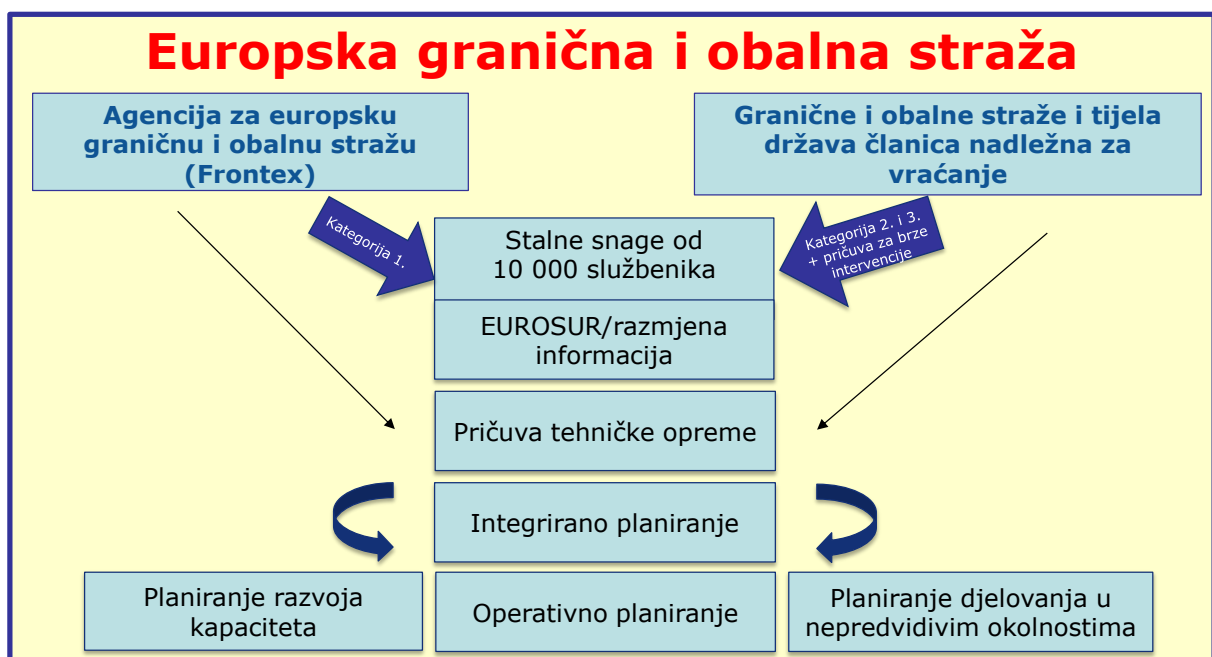 Europska granična i obalna straža
Agencija za europsku
graničnu i obalnu stražu
(Frontex)
Granične i obalne straže i tijela
država članica nadležna za
vraćanje
Kategorija 1.
Kategorija 2. i 3.
+ pričuva za brze
intervencije
Stalne snage od
10 000 službenika
EUROSUR/razmjena
informacija
Pričuva tehničke opreme
Integrirano planiranje
Planiranje razvoja
kapaciteta
Operativno planiranje
Planiranje djelovanja u
nepredvidivim okolnostima